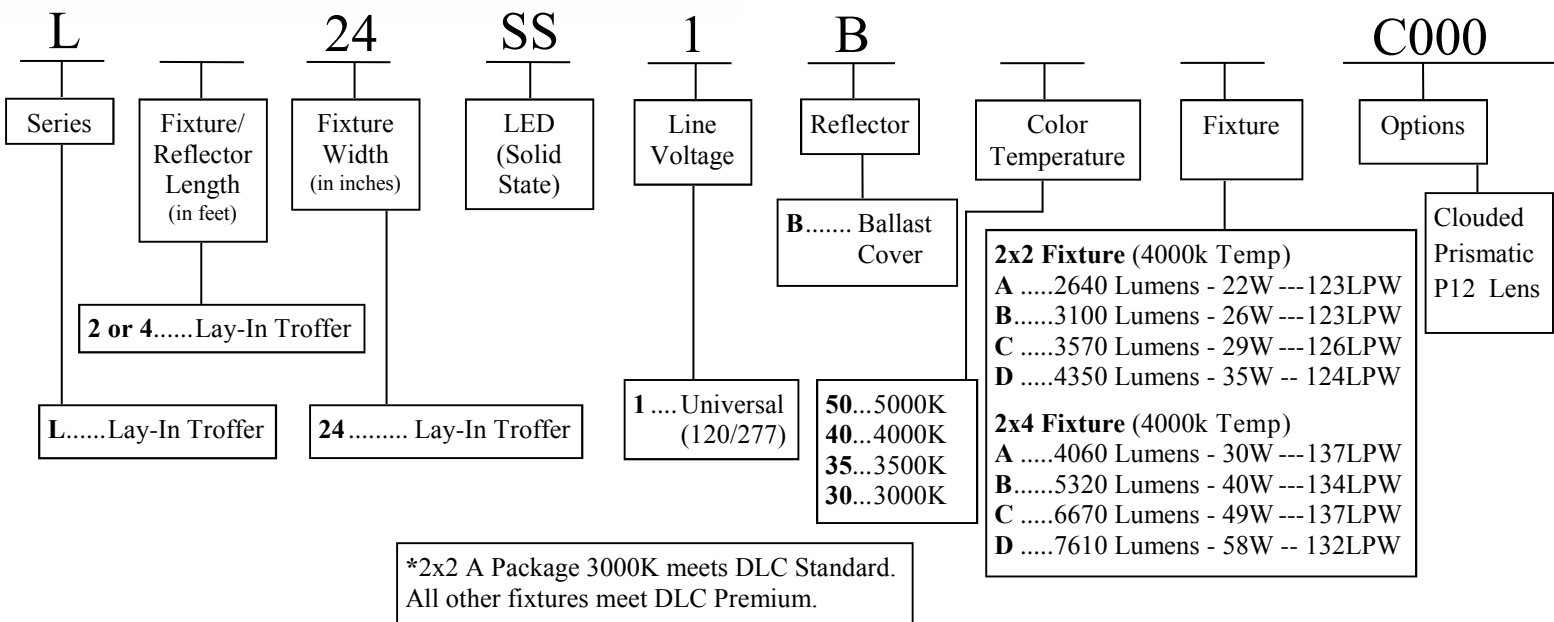 L 24 SS 1 B C000
Series
Fixture/
Reflector
Length
(in feet)
Fixture
Width
(in inches)
LED
(Solid
State)
Line
Voltage
Reflector
Color
Temperature
Fixture
Options
B....... Ballast
Cover
Clouded
Prismatic
P12 Lens
2 or 4......Lay-In Troffer
L......Lay-In Troffer
24 ......... Lay-In Troffer
1 .... Universal
(120/277)
50...5000K
40...4000K
35...3500K
30...3000K
2x2 Fixture (4000k Temp)
A .....2640 Lumens - 22W ---123LPW
B......3100 Lumens - 26W ---123LPW
C .....3570 Lumens - 29W ---126LPW
D .....4350 Lumens - 35W -- 124LPW
2x4 Fixture (4000k Temp)
A .....4060 Lumens - 30W ---137LPW
B......5320 Lumens - 40W ---134LPW
C .....6670 Lumens - 49W ---137LPW
D .....7610 Lumens - 58W -- 132LPW
*2x2 A Package 3000K meets DLC Standard.
All other fixtures meet DLC Premium.